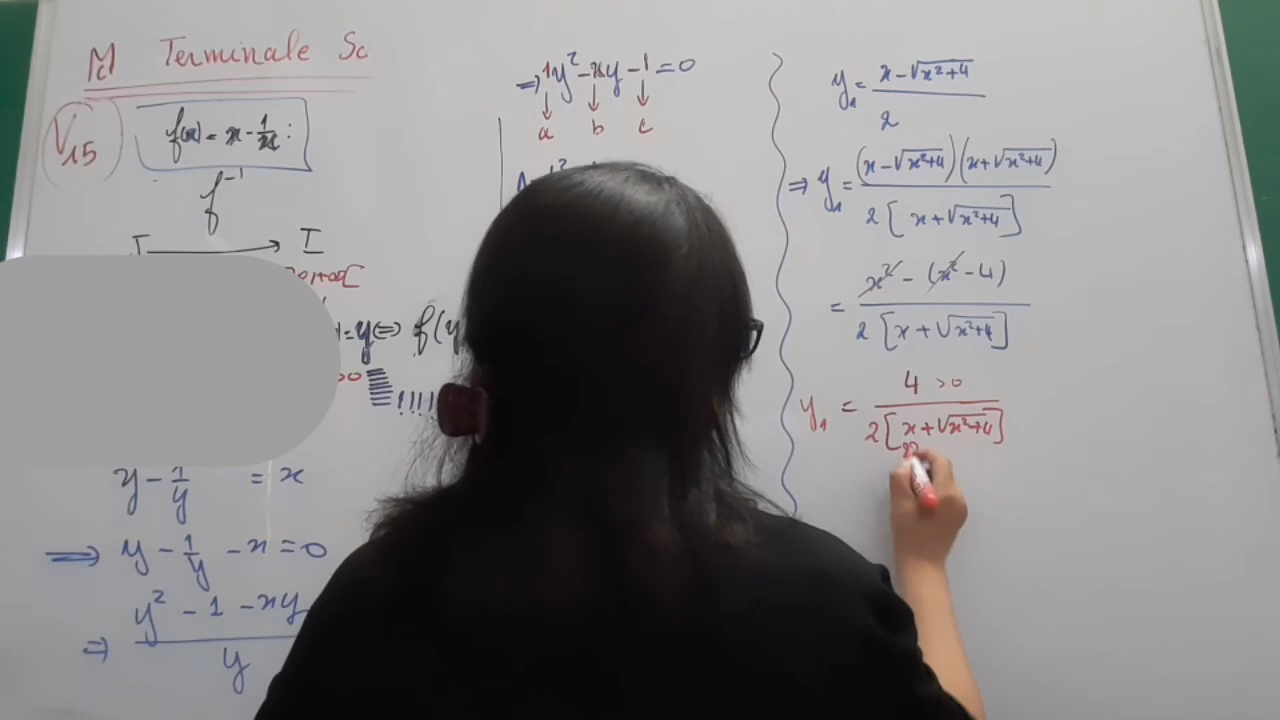 M Terminale Sc
V15
f(x) = x - 1/x :
f⁻¹
I → I
y ⇔ f(y
!!!!
y - 1/y = x
⇒ y - 1/y - x = 0
⇒ y² - 1 - xy / y
⇒ 1y² - xy - 1 = 0
a b c
y₁ = x - √x²+4 / 2
⇒ y₁ = (x - √x²+4)(x + √x²+4) / 2[x + √x²+4]
= x² - (x² - 4) / 2[x + √x²+4]
y₁ = 4 >0 / 2[x + √x²+4]